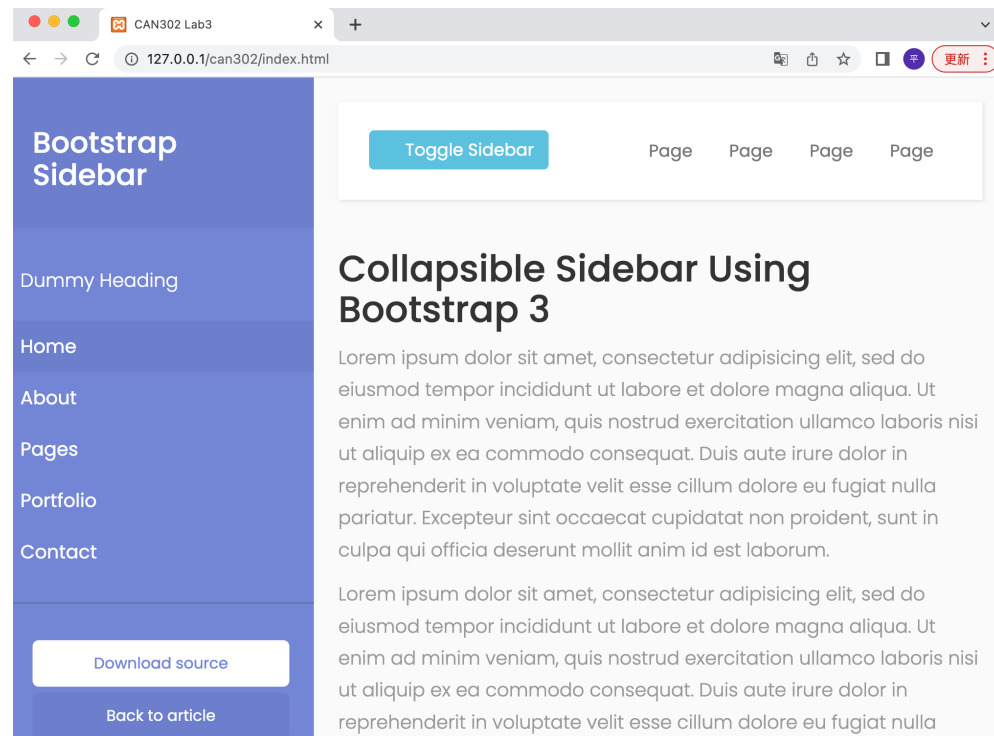 CAN302 Lab3
127.0.0.1/can302/index.html
平
更新
Bootstrap
Sidebar
Dummy Heading
Home
About
Pages
Portfolio
Contact
Download source
Back to article
Toggle Sidebar
Page Page Page Page
Collapsible Sidebar Using
Bootstrap 3
Lorem ipsum dolor sit amet, consectetur adipisicing elit, sed do
eiusmod tempor incididunt ut labore et dolore magna aliqua. Ut
enim ad minim veniam, quis nostrud exercitation ullamco laboris nisi
ut aliquip ex ea commodo consequat. Duis aute irure dolor in
reprehenderit in voluptate velit esse cillum dolore eu fugiat nulla
pariatur. Excepteur sint occaecat cupidatat non proident, sunt in
culpa qui officia deserunt mollit anim id est laborum.
Lorem ipsum dolor sit amet, consectetur adipisicing elit, sed do
eiusmod tempor incididunt ut labore et dolore magna aliqua. Ut
enim ad minim veniam, quis nostrud exercitation ullamco laboris nisi
ut aliquip ex ea commodo consequat. Duis aute irure dolor in
reprehenderit in voluptate velit esse cillum dolore eu fugiat nulla